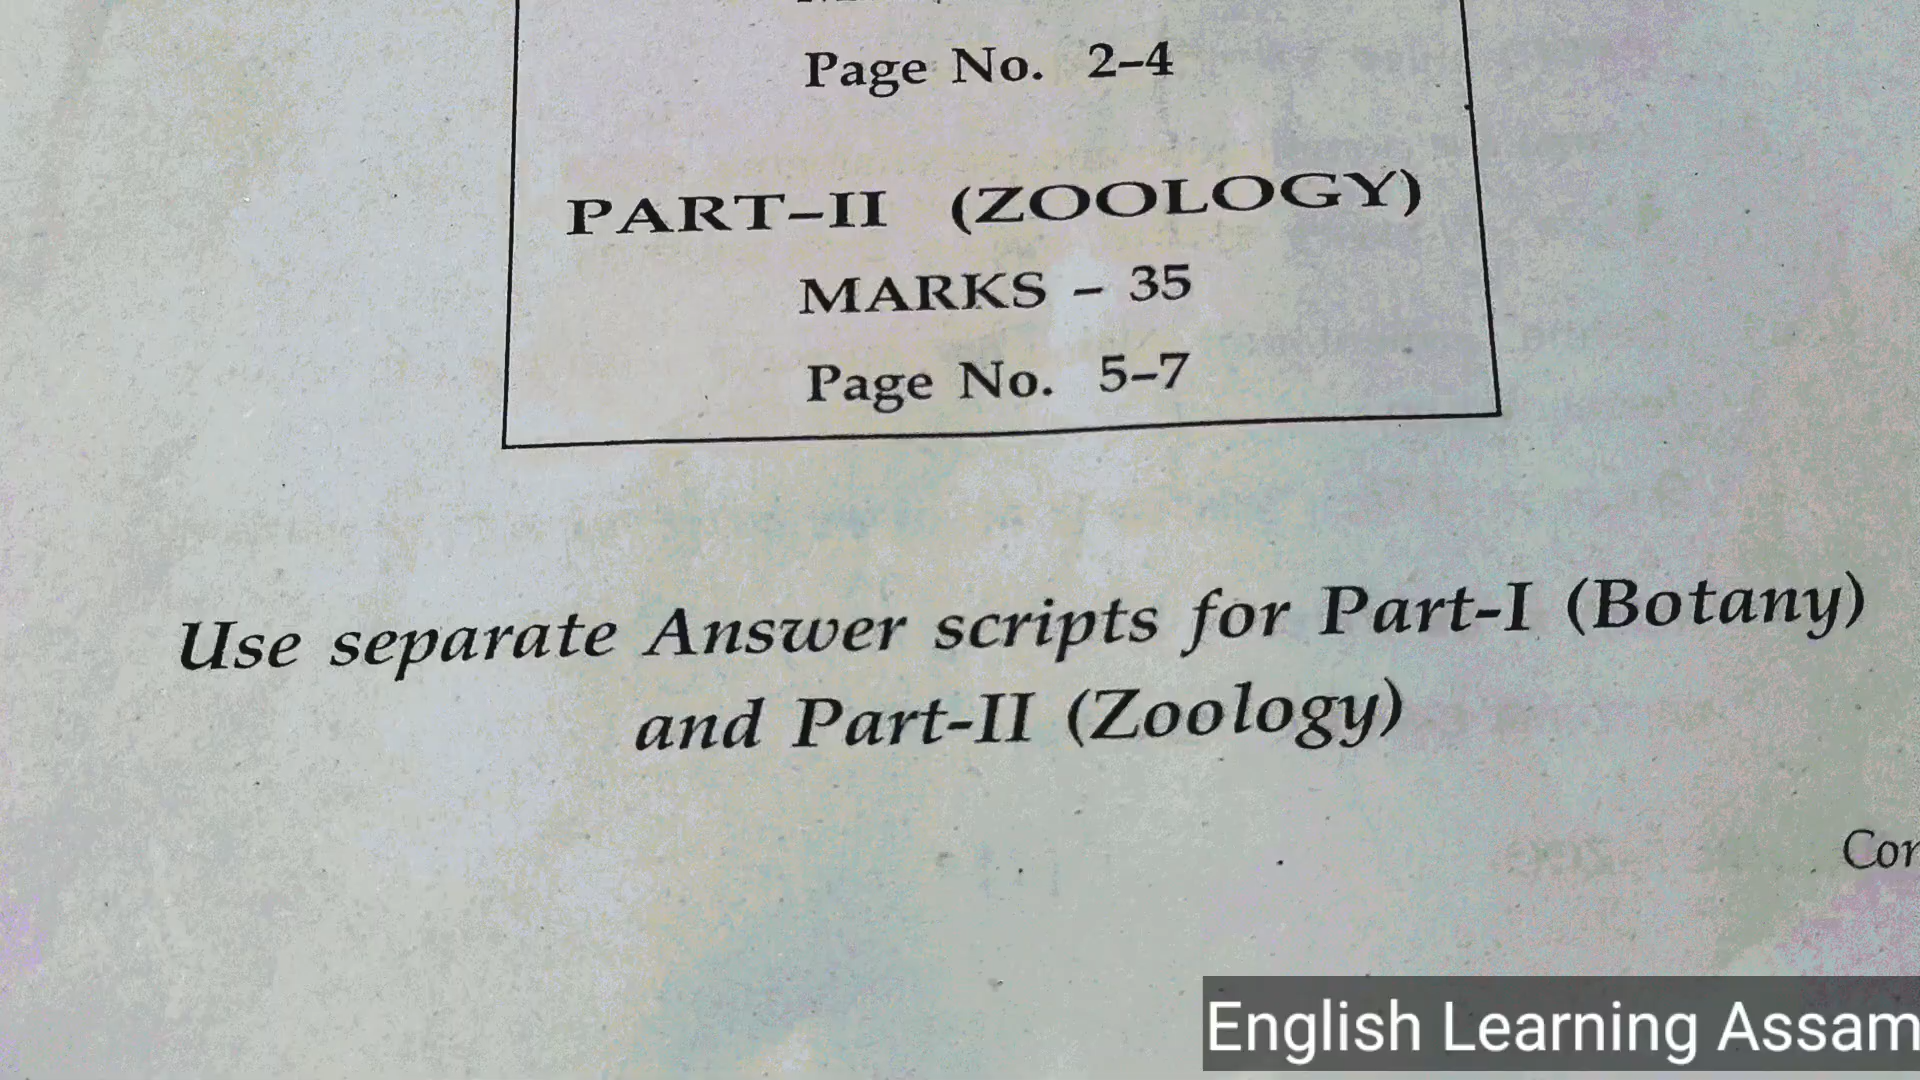 Page No. 2–4
PART–II (ZOOLOGY)
MARKS – 35
Page No. 5–7
Use separate Answer scripts for Part-I (Botany)
and Part-II (Zoology)
English Learning Assam